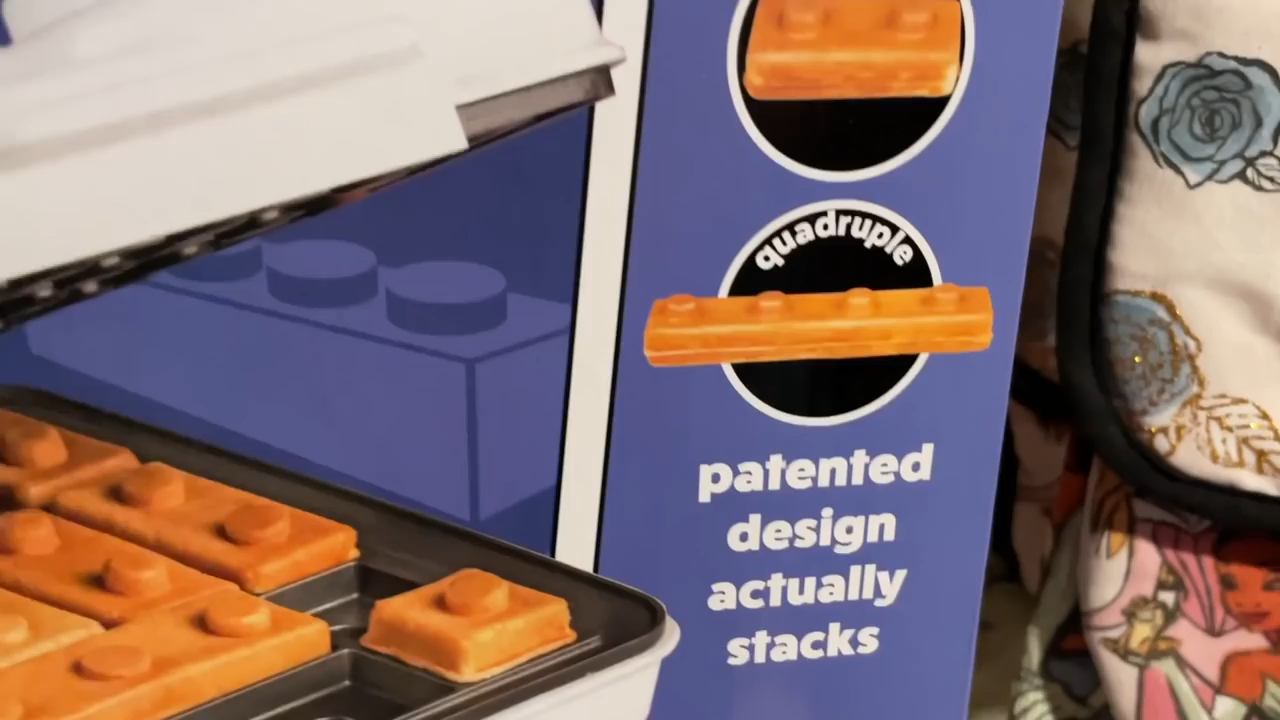 quadruple
patented
design
actually
stacks